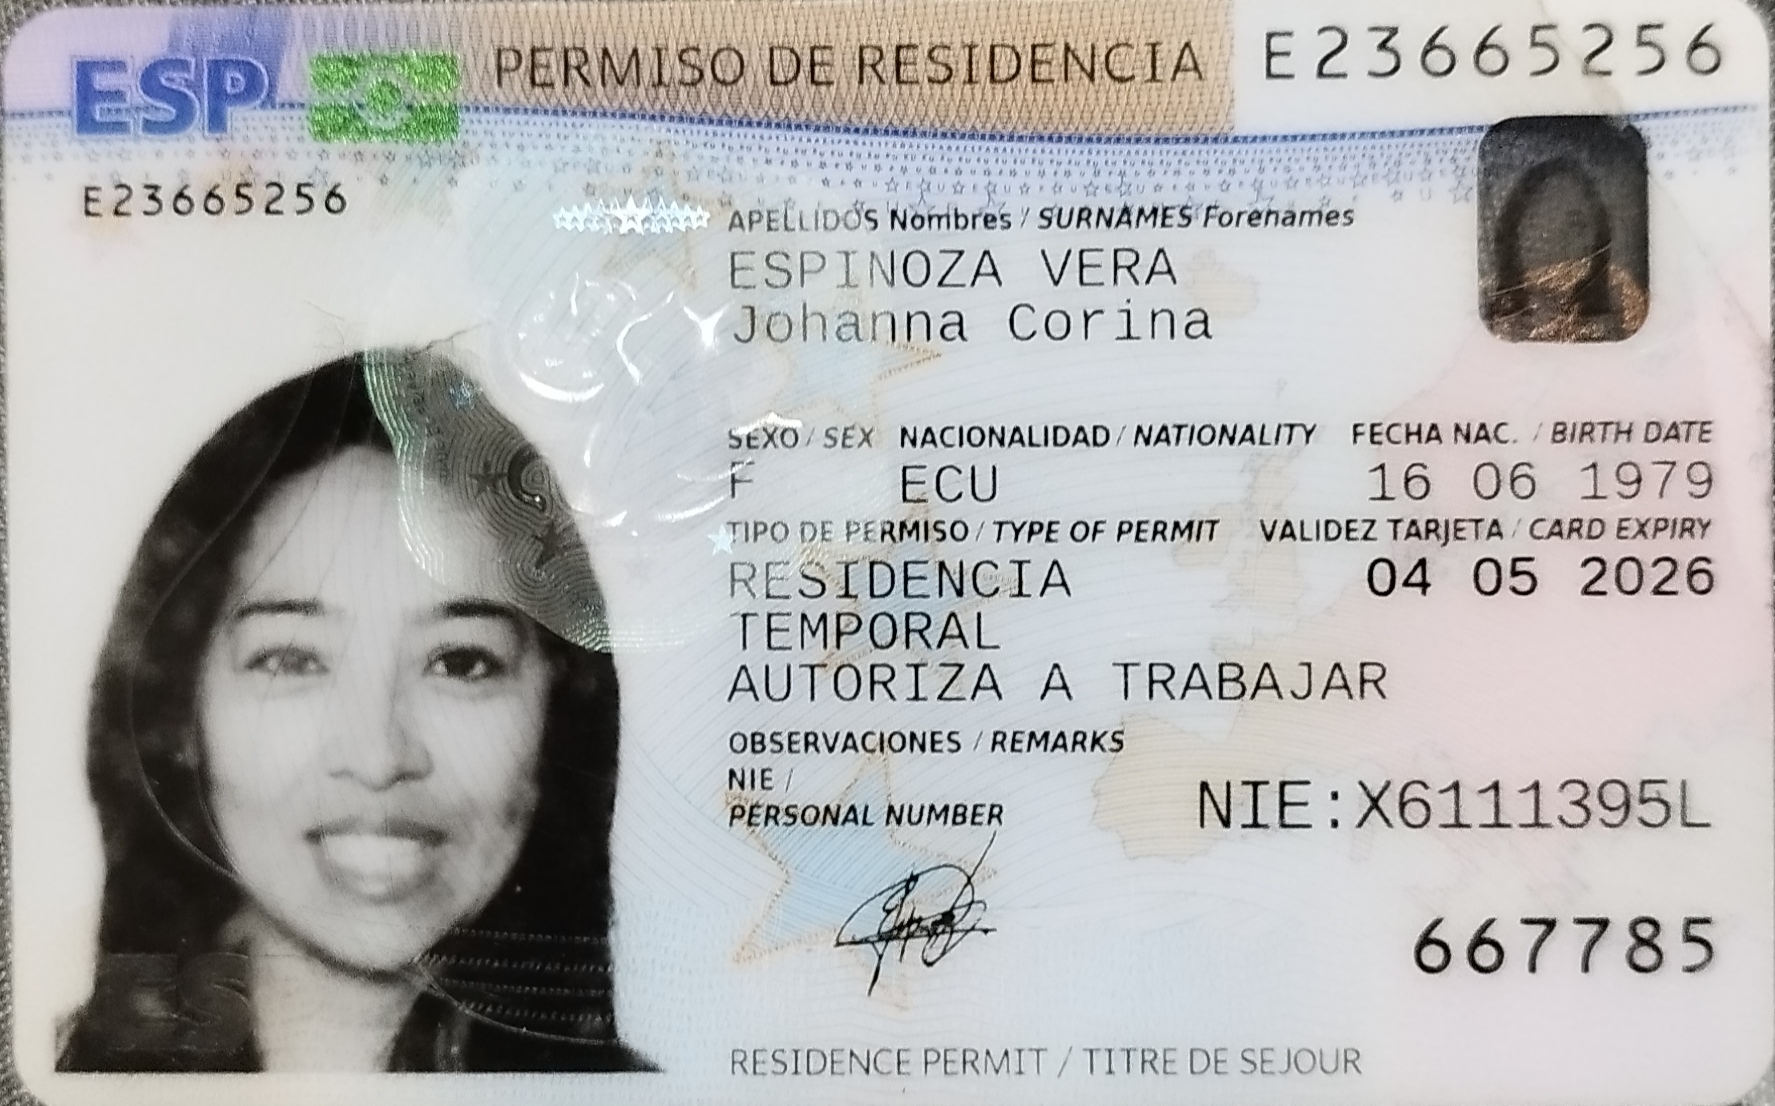 ESP PERMISO DE RESIDENCIA E23665256
E23665256
APELLIDOS Nombres / SURNAMES Forenames
ESPINOZA VERA
Johanna Corina
SEXO / SEX NACIONALIDAD / NATIONALITY FECHA NAC. / BIRTH DATE
F ECU 16 06 1979
TIPO DE PERMISO / TYPE OF PERMIT VALIDEZ TARJETA / CARD EXPIRY
RESIDENCIA 04 05 2026
TEMPORAL
AUTORIZA A TRABAJAR
OBSERVACIONES / REMARKS
NIE /
PERSONAL NUMBER NIE:X6111395L
667785
RESIDENCE PERMIT / TITRE DE SEJOUR